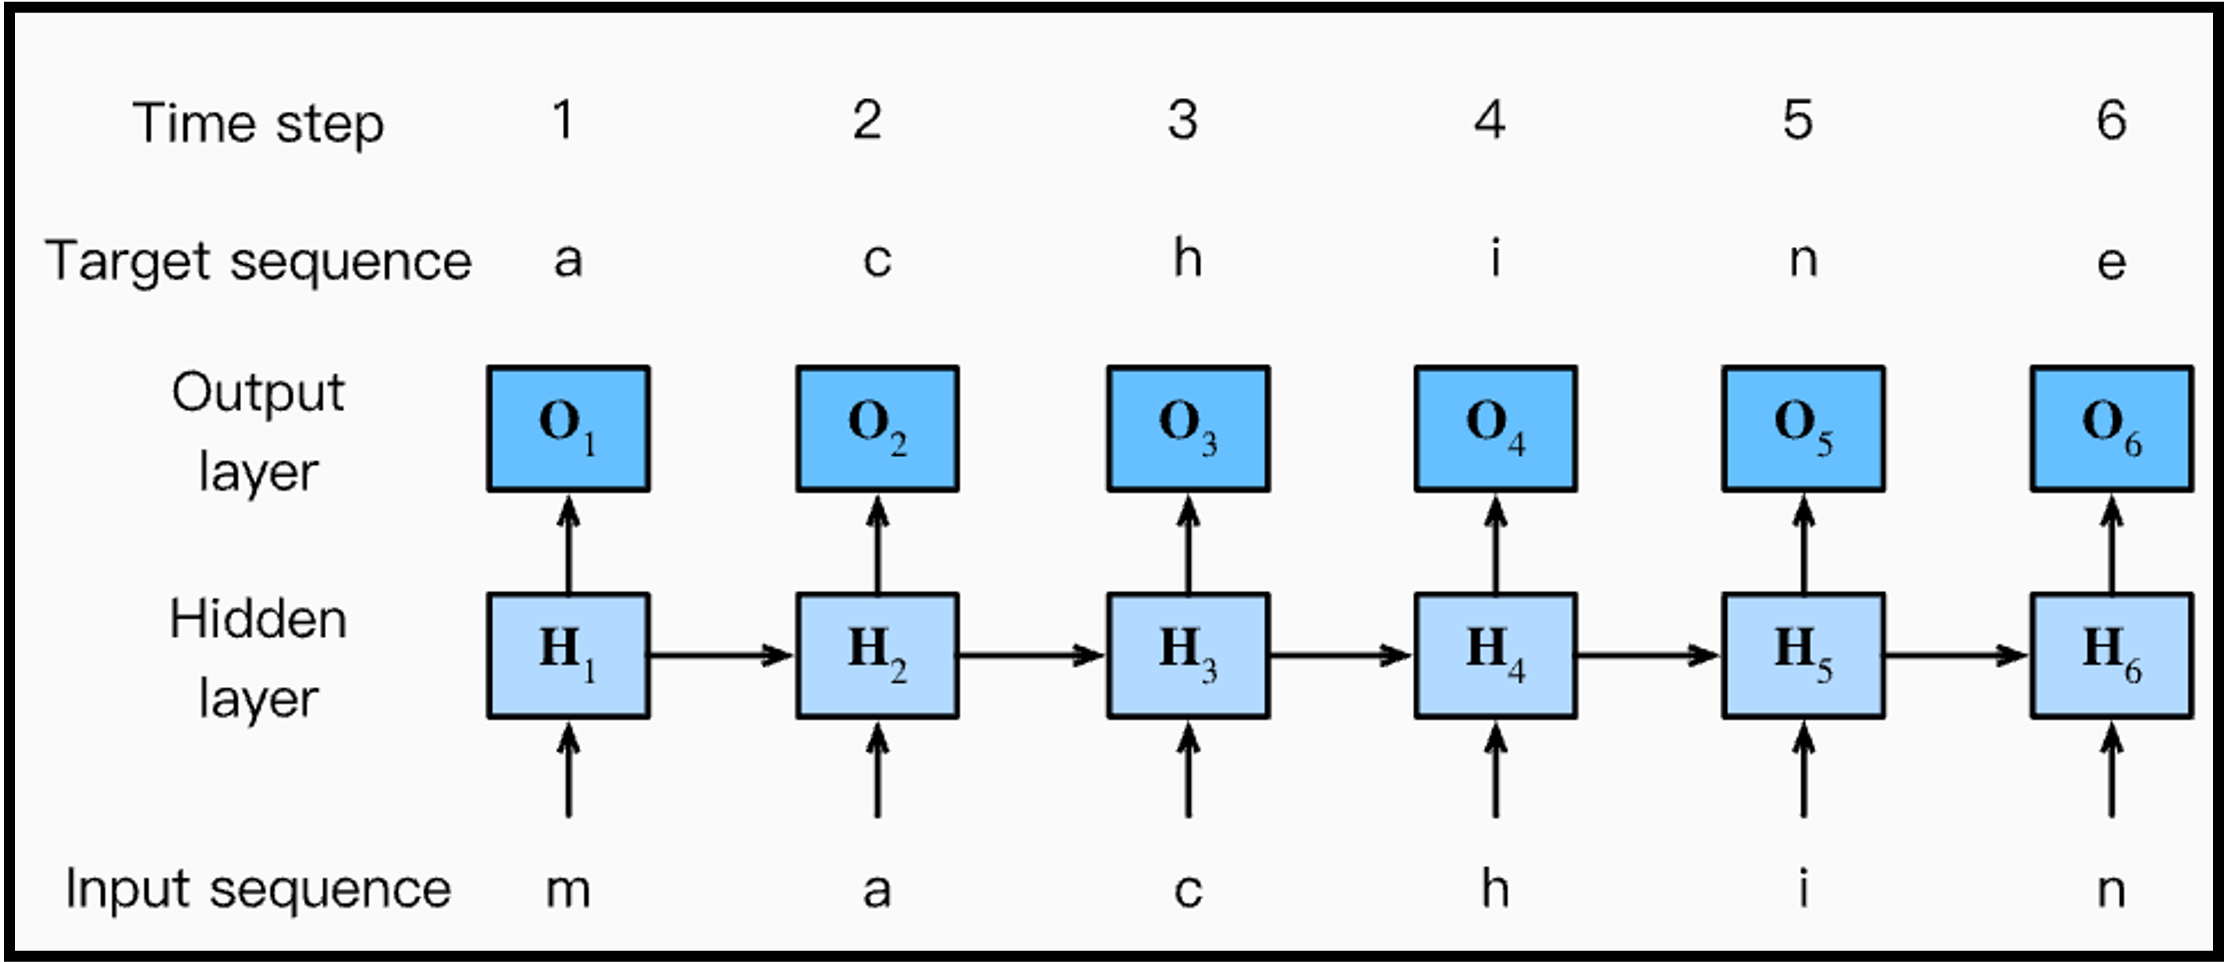 Time step 1 2 3 4 5 6
Target sequence a c h i n e
Output layer O₁ O₂ O₃ O₄ O₅ O₆
Hidden layer H₁ H₂ H₃ H₄ H₅ H₆
Input sequence m a c h i n